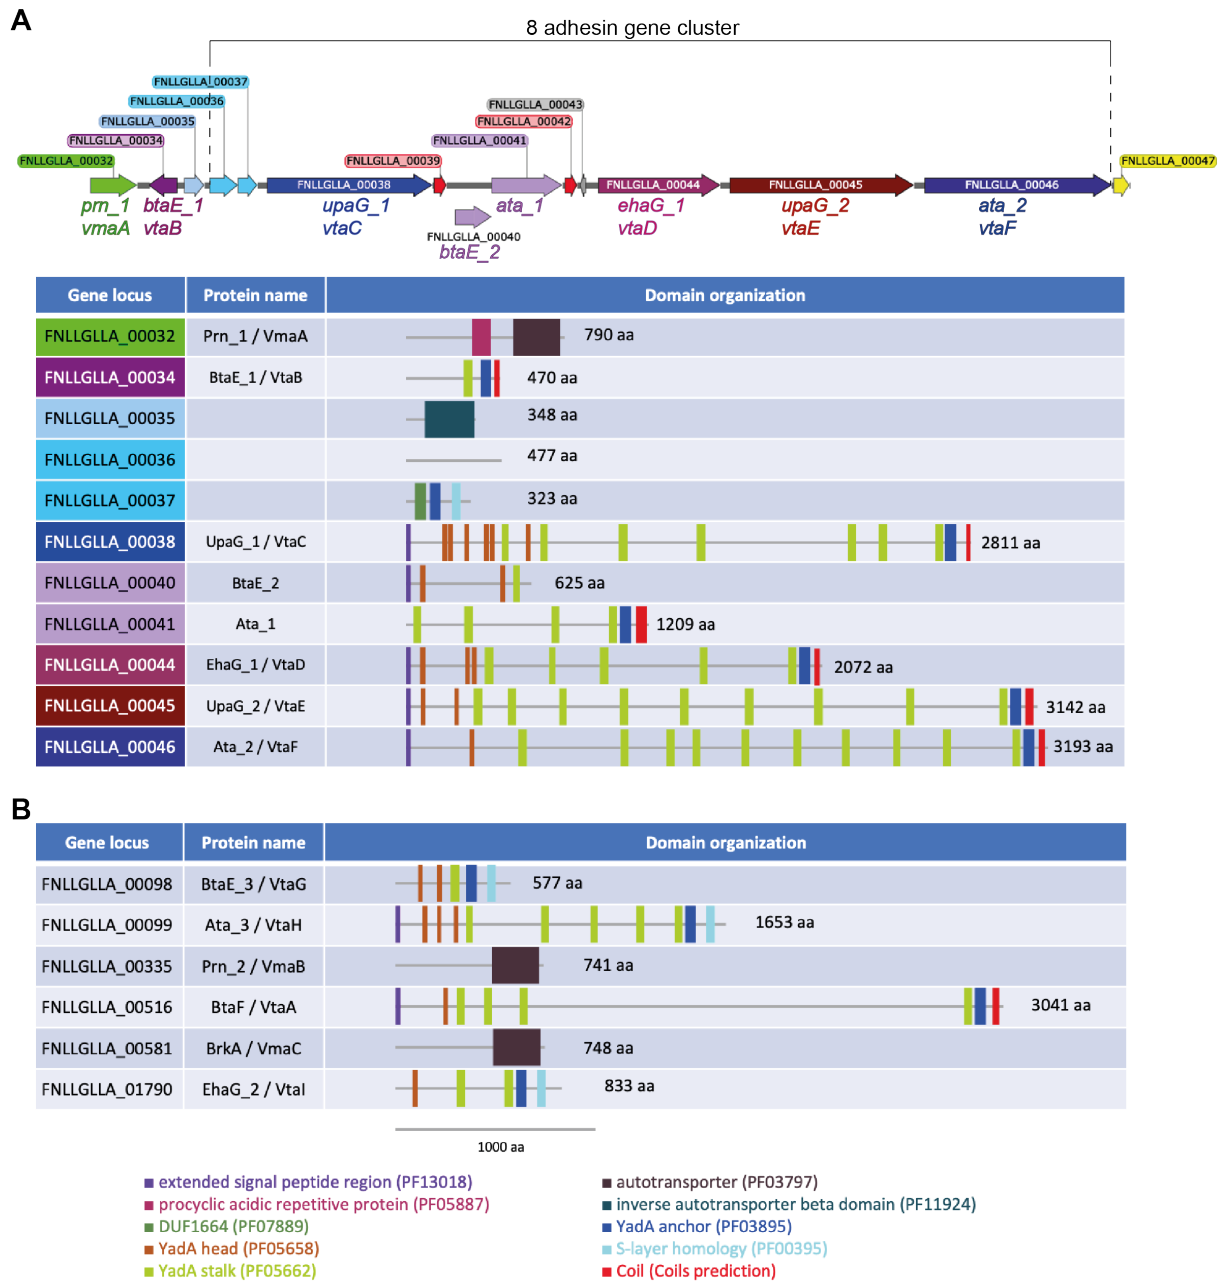 A
8 adhesin gene cluster
FNLLGLLA_00037
FNLLGLLA_00036
FNLLGLLA_00043
FNLLGLLA_00035
FNLLGLLA_00042
FNLLGLLA_00034
FNLLGLLA_00041
FNLLGLLA_00032
FNLLGLLA_00039
FNLLGLLA_00047
FNLLGLLA_00038
FNLLGLLA_00044
FNLLGLLA_00045
FNLLGLLA_00046
prn_1 btaE_1 upaG_1 ata_1 ehaG_1 upaG_2 ata_2
vmaA vtaB vtaC vtaD vtaE vtaF
FNLLGLLA_00040
btaE_2
Gene locus Protein name Domain organization
FNLLGLLA_00032 Prn_1 / VmaA 790 aa
FNLLGLLA_00034 BtaE_1 / VtaB 470 aa
FNLLGLLA_00035 348 aa
FNLLGLLA_00036 477 aa
FNLLGLLA_00037 323 aa
FNLLGLLA_00038 UpaG_1 / VtaC 2811 aa
FNLLGLLA_00040 BtaE_2 625 aa
FNLLGLLA_00041 Ata_1 1209 aa
FNLLGLLA_00044 EhaG_1 / VtaD 2072 aa
FNLLGLLA_00045 UpaG_2 / VtaE 3142 aa
FNLLGLLA_00046 Ata_2 / VtaF 3193 aa
B
Gene locus Protein name Domain organization
FNLLGLLA_00098 BtaE_3 / VtaG 577 aa
FNLLGLLA_00099 Ata_3 / VtaH 1653 aa
FNLLGLLA_00335 Prn_2 / VmaB 741 aa
FNLLGLLA_00516 BtaF / VtaA 3041 aa
FNLLGLLA_00581 BrkA / VmaC 748 aa
FNLLGLLA_01790 EhaG_2 / VtaI 833 aa
1000 aa
extended signal peptide region (PF13018)
procyclic acidic repetitive protein (PF05887)
DUF1664 (PF07889)
YadA head (PF05658)
YadA stalk (PF05662)
autotransporter (PF03797)
inverse autotransporter beta domain (PF11924)
YadA anchor (PF03895)
S-layer homology (PF00395)
Coil (Coils prediction)